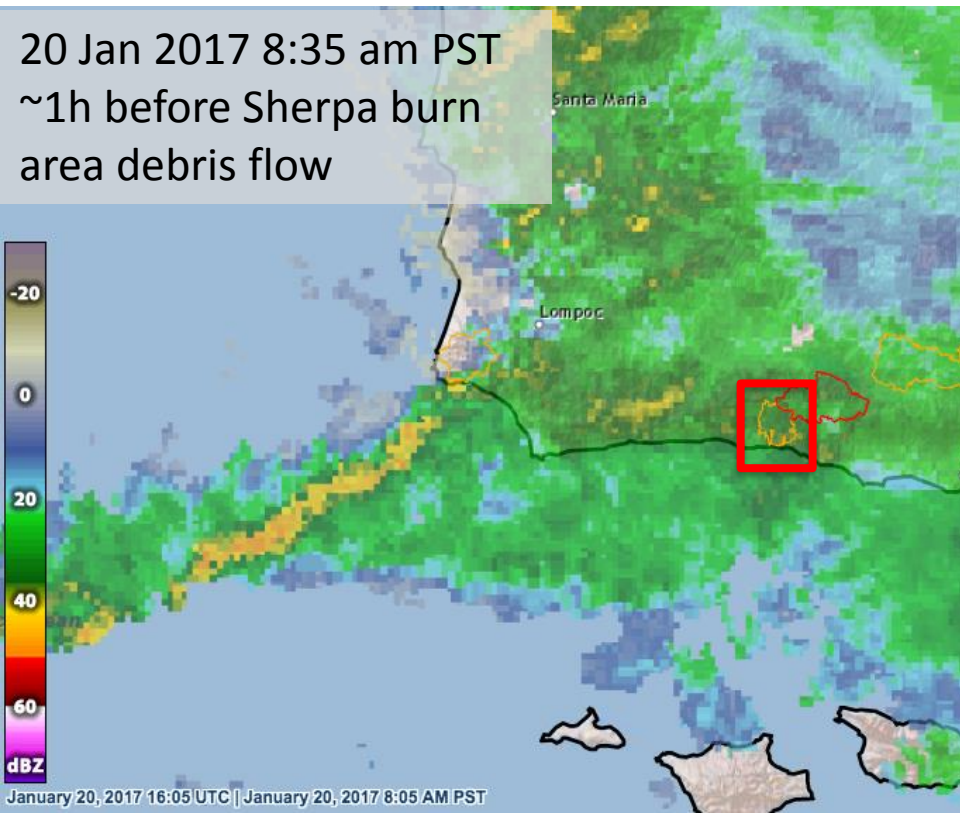 20 Jan 2017 8:35 am PST
~1h before Sherpa burn
area debris flow
Santa Maria
Lompoc
-20
0
20
40
60
dBZ
January 20, 2017 16:05 UTC | January 20, 2017 8:05 AM PST